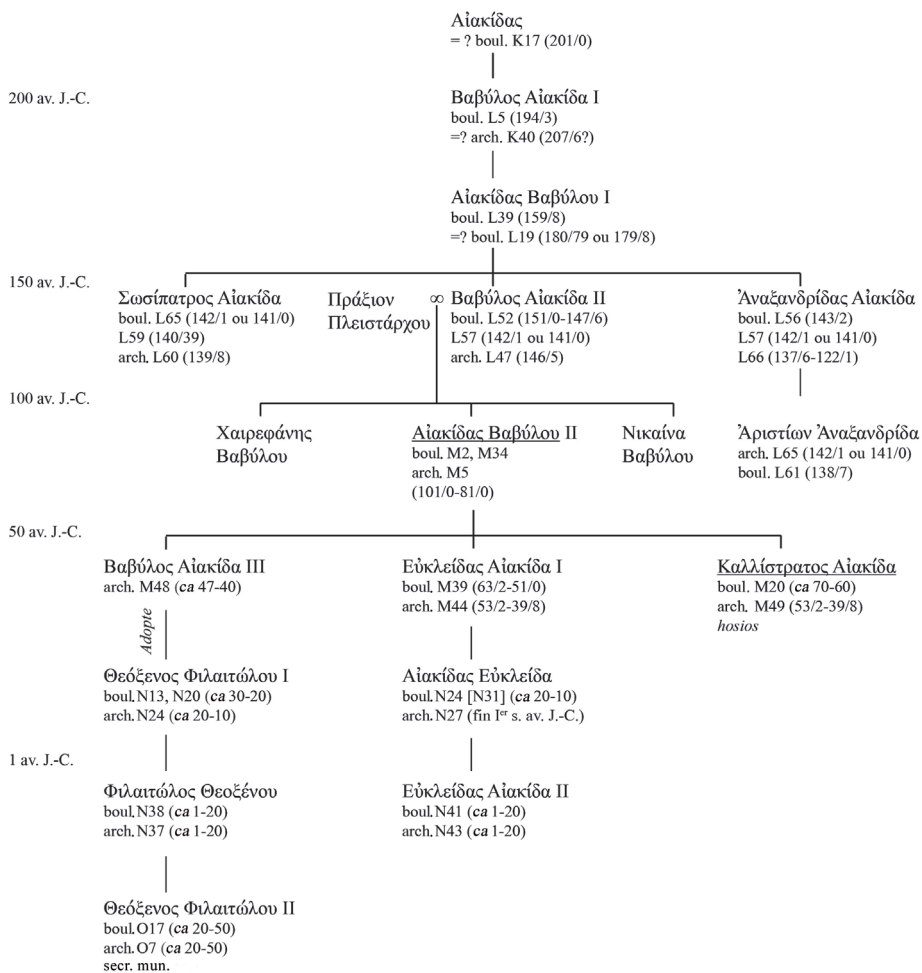 Αἰακίδας
= ? boul. K17 (201/0)
200 av. J.-C.
Βαβύλος Αἰακίδα I
boul. L5 (194/3)
=? arch. K40 (207/6?)
Αἰακίδας Βαβύλου I
boul. L39 (159/8)
=? boul. L19 (180/79 ou 179/8)
150 av. J.-C.
Σωσίπατρος Αἰακίδα
boul. L65 (142/1 ou 141/0)
L59 (140/39)
arch. L60 (139/8)
Πράξιον
Πλειστάρχου
∞
Βαβύλος Αἰακίδα II
boul. L52 (151/0-147/6)
L57 (142/1 ou 141/0)
arch. L47 (146/5)
Ἀναξανδρίδας Αἰακίδα
boul. L56 (143/2)
L57 (142/1 ou 141/0)
L66 (137/6-122/1)
100 av. J.-C.
Χαιρεφάνης
Βαβύλου
Αἰακίδας Βαβύλου II
boul. M2, M34
arch. M5
(101/0-81/0)
Νικαίνα
Βαβύλου
Ἀριστίων Ἀναξανδρίδα
arch. L65 (142/1 ou 141/0)
boul. L61 (138/7)
50 av. J.-C.
Βαβύλος Αἰακίδα III
arch. M48 (ca 47-40)
Εὐκλείδας Αἰακίδα I
boul. M39 (63/2-51/0)
arch. M44 (53/2-39/8)
Καλλίστρατος Αἰακίδα
boul. M20 (ca 70-60)
arch. M49 (53/2-39/8)
hosios
Adopte
Θεόξενος Φιλαιτώλου I
boul. N13, N20 (ca 30-20)
arch. N24 (ca 20-10)
Αἰακίδας Εὐκλείδα
boul. N24 [N31] (ca 20-10)
arch. N27 (fin Ier s. av. J.-C.)
1 av. J.-C.
Φιλαιτώλος Θεοξένου
boul. N38 (ca 1-20)
arch. N37 (ca 1-20)
Εὐκλείδας Αἰακίδα II
boul. N41 (ca 1-20)
arch. N43 (ca 1-20)
Θεόξενος Φιλαιτώλου II
boul. O17 (ca 20-50)
arch. O7 (ca 20-50)
secr. mun.